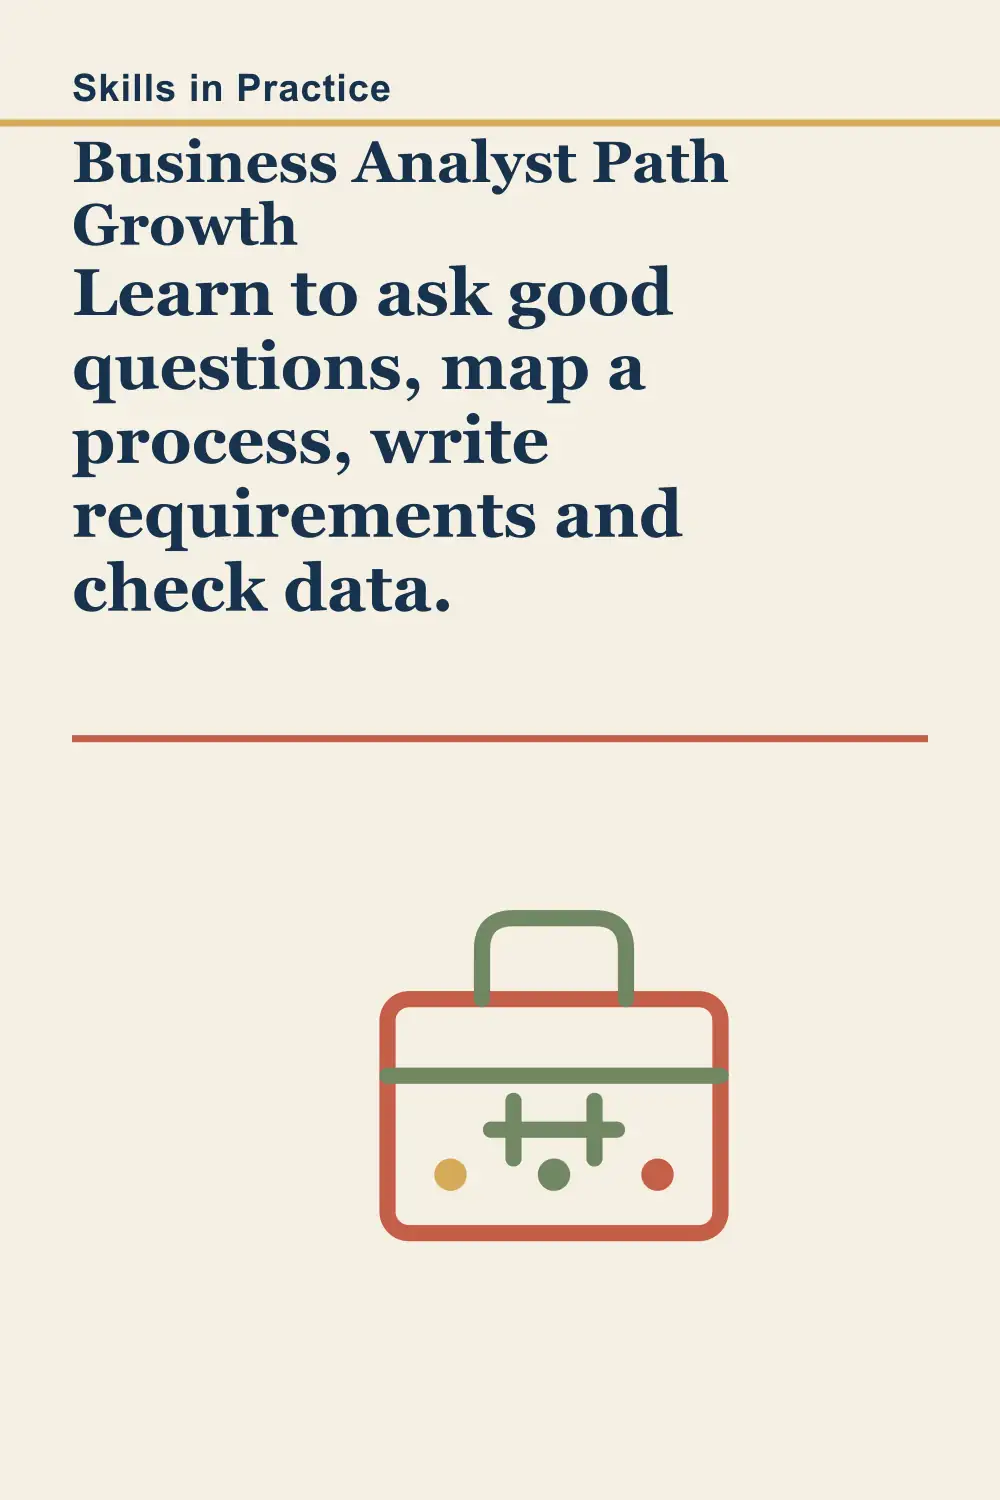 Skills in Practice
Business Analyst Path
Growth
Learn to ask good
questions, map a
process, write
requirements and
check data.